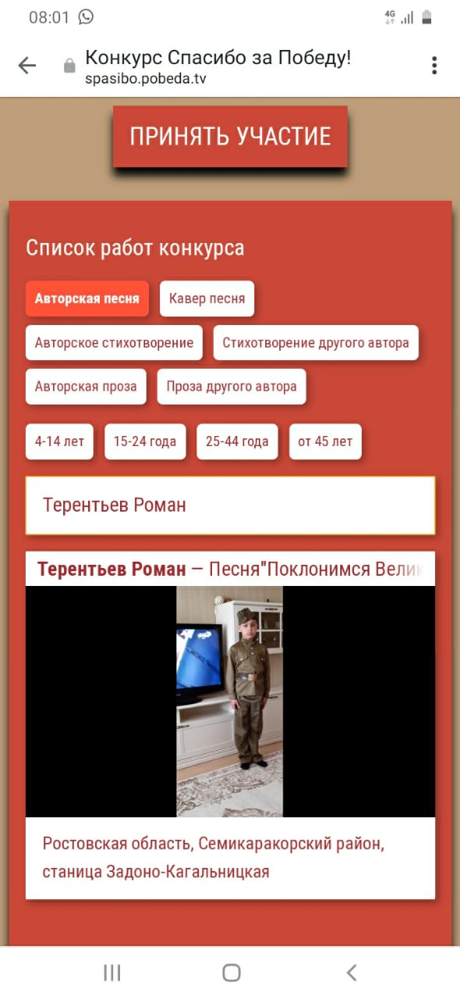 08:01
4G
Конкурс Спасибо за Победу!
spasibo.pobeda.tv
ПРИНЯТЬ УЧАСТИЕ
Список работ конкурса
Авторская песня Кавер песня
Авторское стихотворение Стихотворение другого автора
Авторская проза Проза другого автора
4-14 лет 15-24 года 25-44 года от 45 лет
Терентьев Роман
Терентьев Роман — Песня"Поклонимся
Ростовская область, Семикаракорский район,
станица Задоно-Кагальницкая